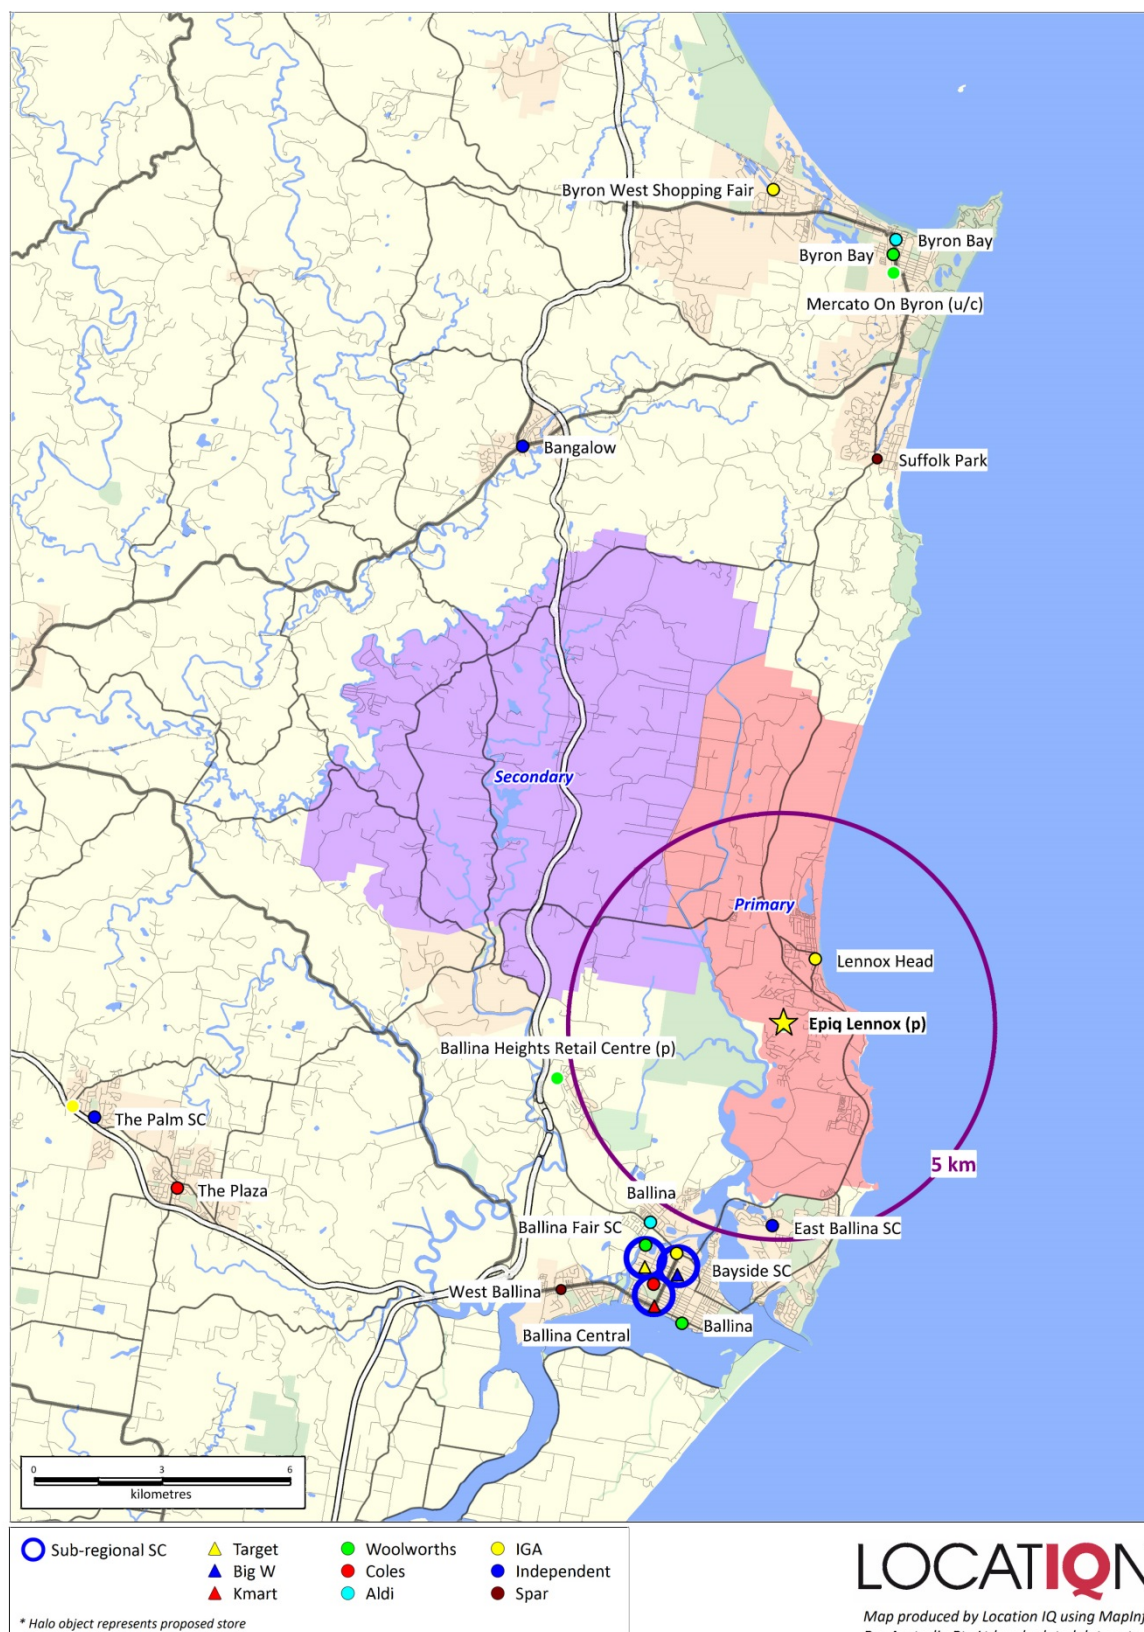 Byron West Shopping Fair
Byron Bay
Byron Bay
Mercato On Byron (u/c)
Bangalow
Suffolk Park
Secondary
Primary
Lennox Head
Epiq Lennox (p)
Ballina Heights Retail Centre (p)
The Palm SC
5 km
The Plaza
Ballina
Ballina Fair SC
East Ballina SC
Bayside SC
West Ballina
Ballina Central
Ballina
0 3 6
kilometres
Sub-regional SC
Target
Big W
Kmart
Woolworths
Coles
Aldi
IGA
Independent
Spar
* Halo object represents proposed store
LOCATIQN
Map produced by Location IQ using MapInf